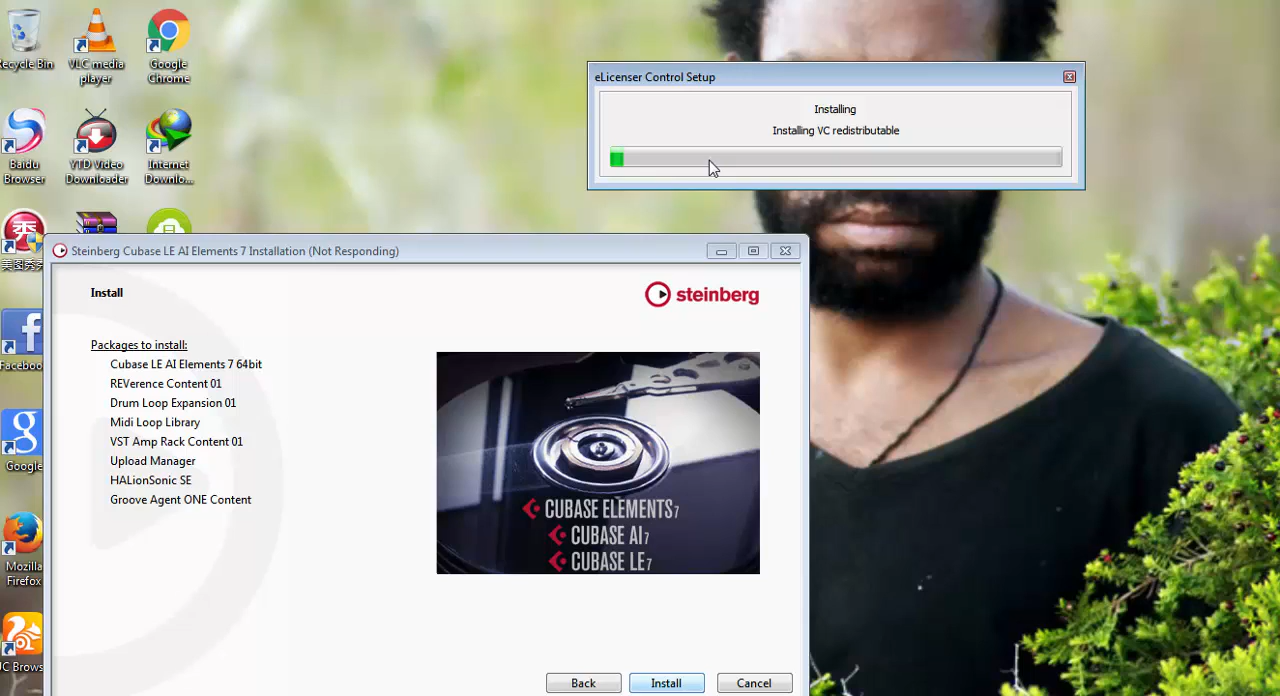 Recycle Bin
VLC media
player
Google
Chrome
Baidu
Browser
YTD Video
Downloader
Internet
Downlo...
Facebook
Google
Mozilla
Firefox
UC Brows
eLicenser Control Setup
Installing
Installing VC redistributable
Steinberg Cubase LE AI Elements 7 Installation (Not Responding)
Install
steinberg
Packages to install:
Cubase LE AI Elements 7 64bit
REVerence Content 01
Drum Loop Expansion 01
Midi Loop Library
VST Amp Rack Content 01
Upload Manager
HALionSonic SE
Groove Agent ONE Content
CUBASE ELEMENTS7
CUBASE AI7
CUBASE LE7
Back
Install
Cancel